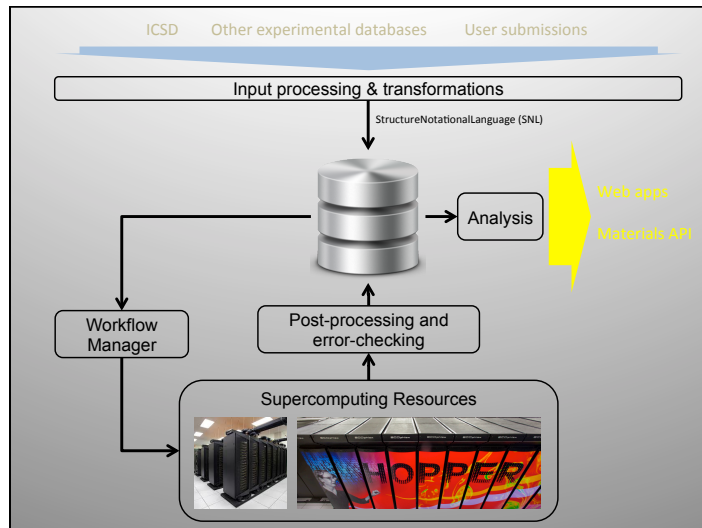 ICSD Other experimental databases User submissions
Input processing & transformations
StructureNotationalLanguage (SNL)
Web apps
Analysis
Materials API
Workflow
Manager
Post-processing and
error-checking
Supercomputing Resources
HOPPER